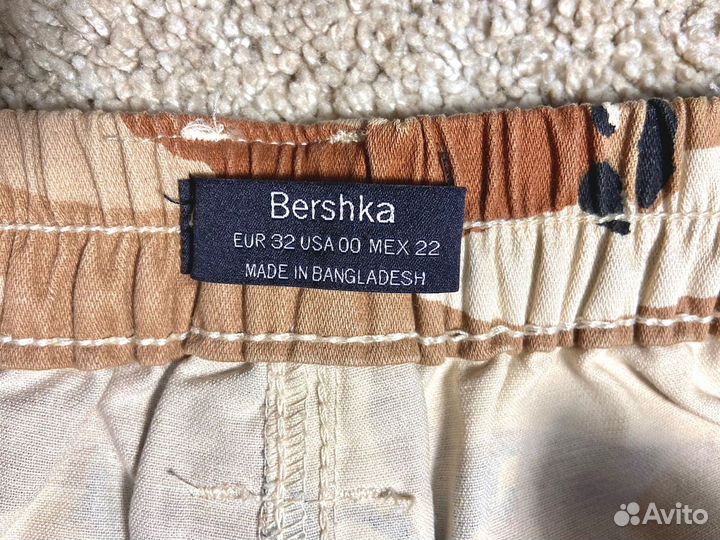 Bershka
EUR 32 USA 00 MEX 22
MADE IN BANGLADESH
Avito